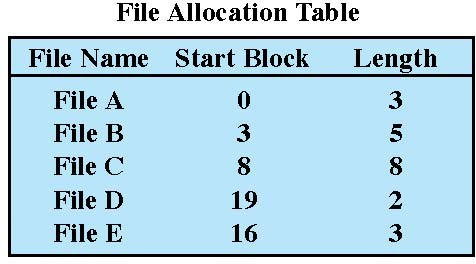 File Allocation Table
File Name Start Block Length
File A 0 3
File B 3 5
File C 8 8
File D 19 2
File E 16 3